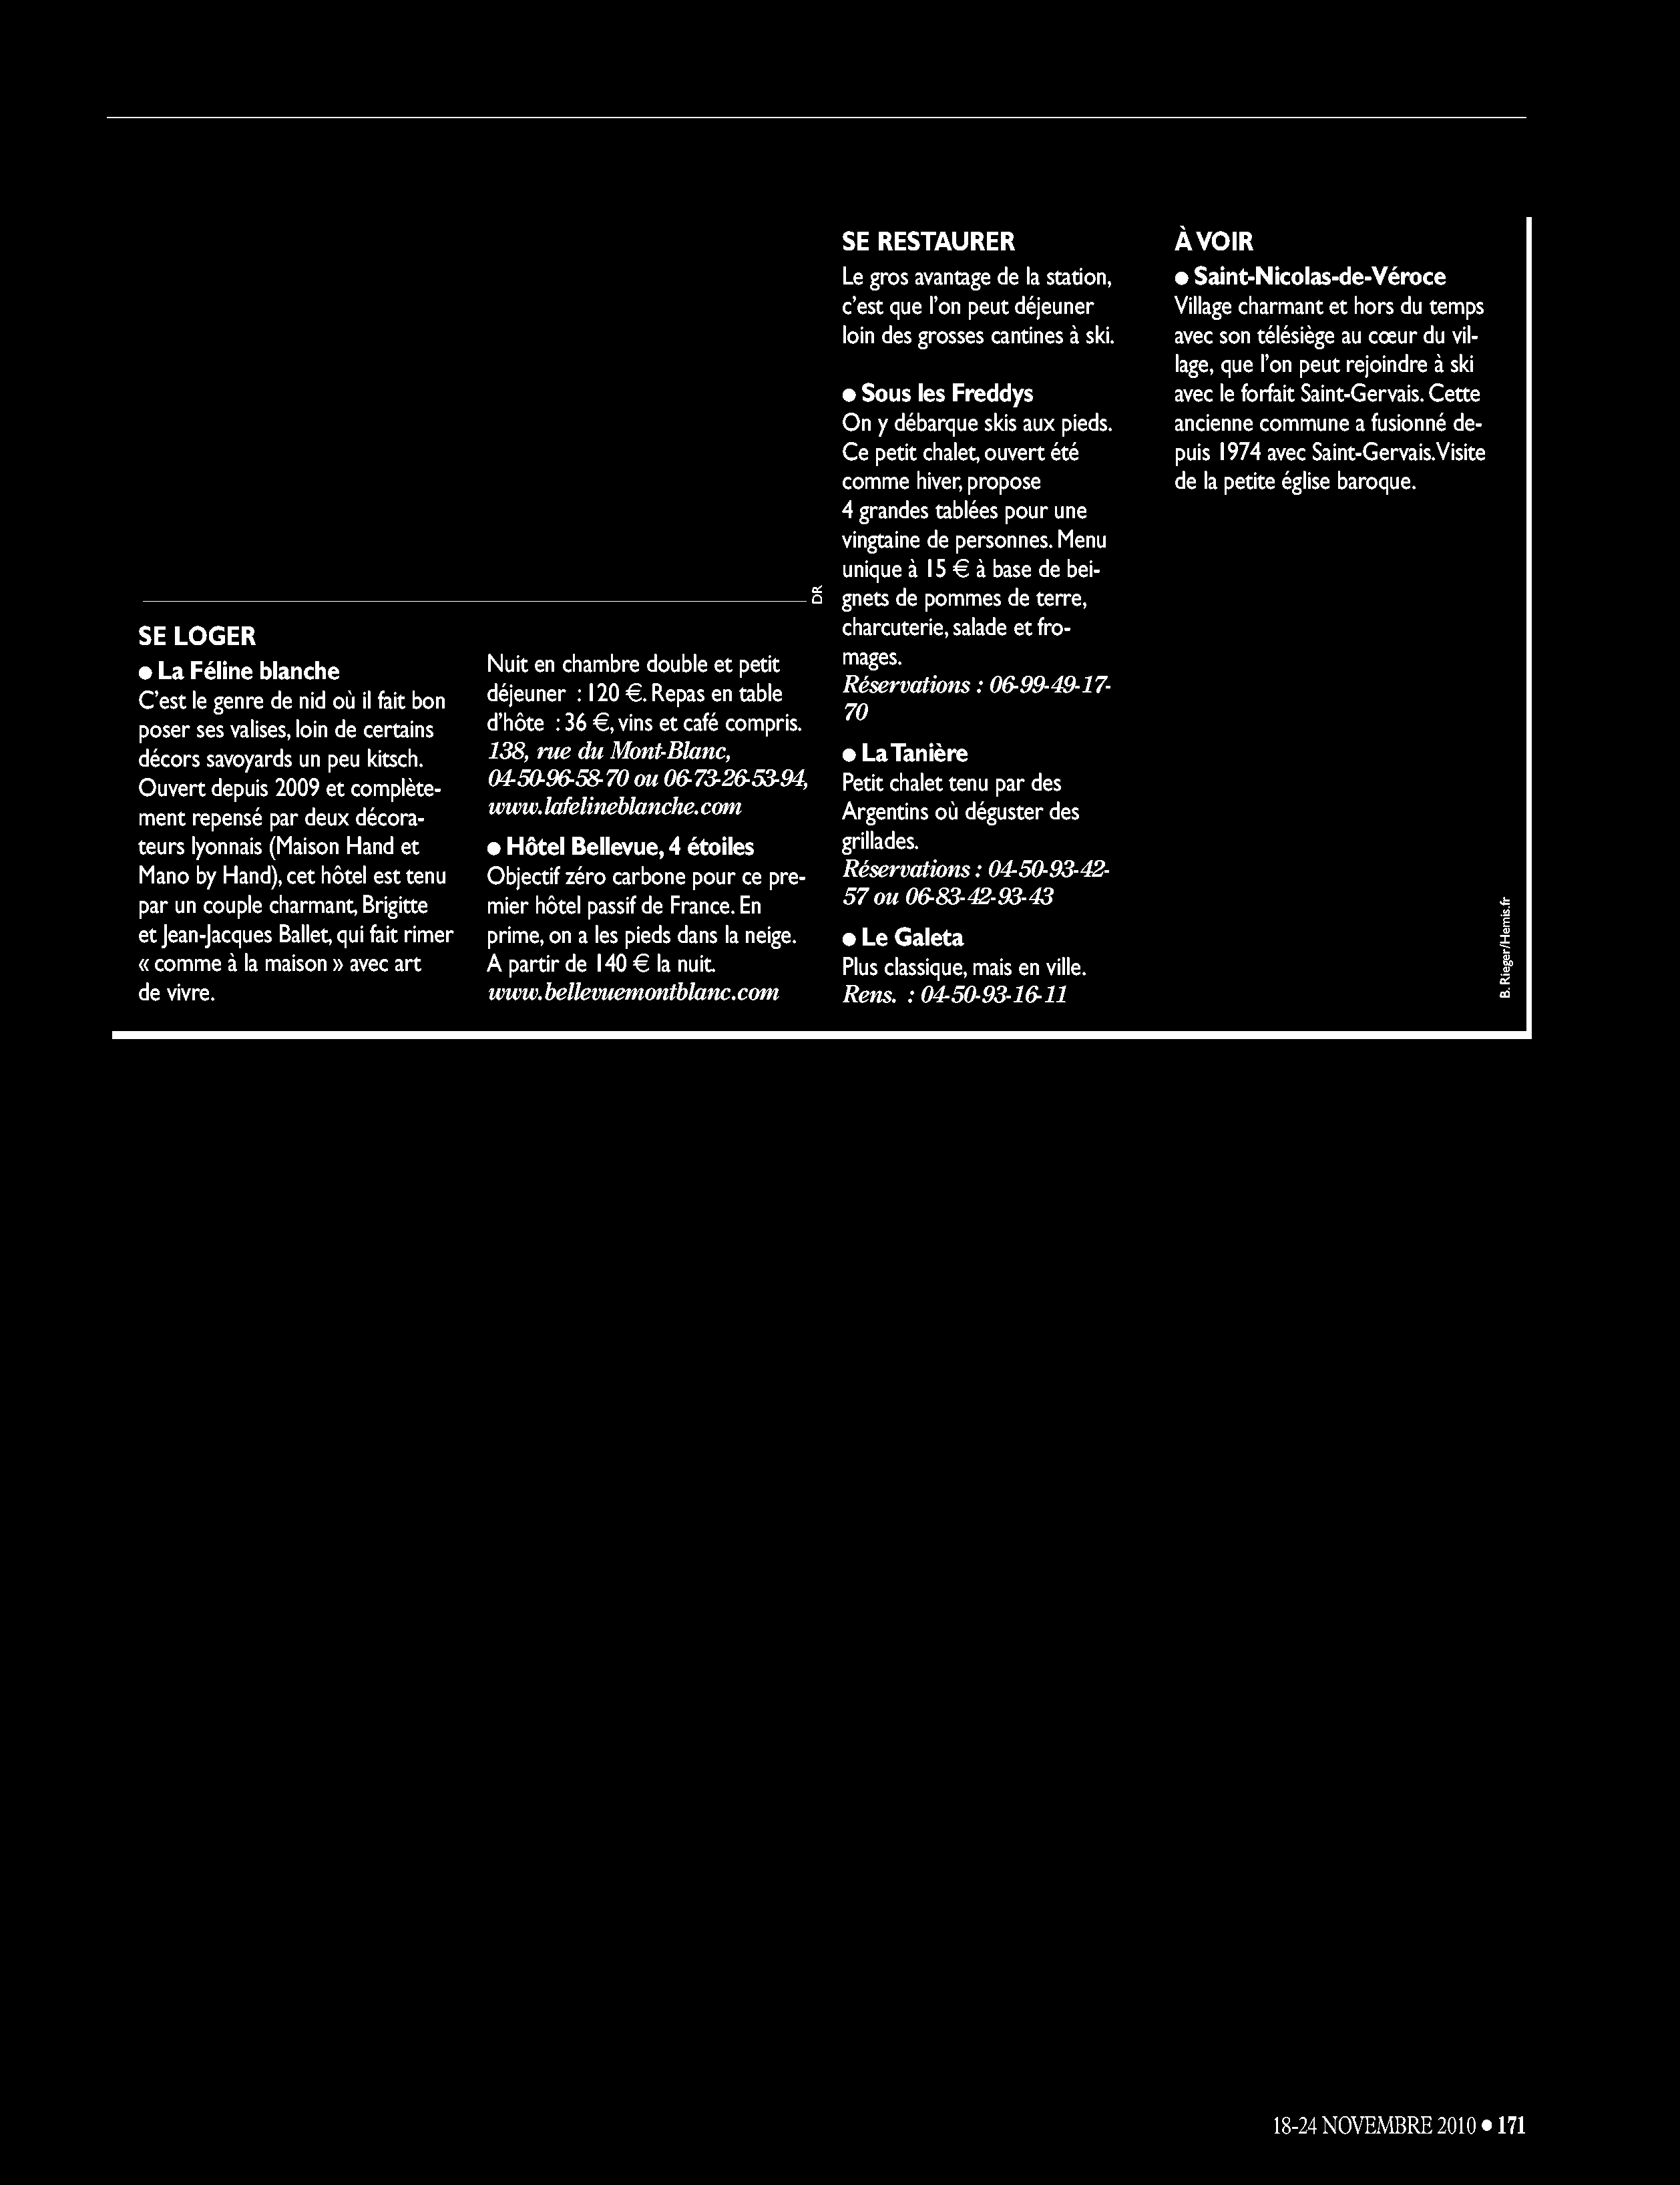 SE LOGER
● La Féline blanche
C’est le genre de nid où il fait bon
poser ses valises, loin de certains
décors savoyards un peu kitsch.
Ouvert depuis 2009 et complète-
ment repensé par deux décora-
teurs lyonnais (Maison Hand et
Mano by Hand), cet hôtel est tenu
par un couple charmant, Brigitte
et Jean-Jacques Ballet, qui fait rimer
« comme à la maison » avec art
de vivre.
Nuit en chambre double et petit
déjeuner : 120 €. Repas en table
d’hôte : 36 €, vins et café compris.
138, rue du Mont-Blanc,
04-50-96-58-70 ou 06-73-26-53-94,
www.lafelineblanche.com
● Hôtel Bellevue, 4 étoiles
Objectif zéro carbone pour ce pre-
mier hôtel passif de France. En
prime, on a les pieds dans la neige.
A partir de 140 € la nuit.
www.bellevuemontblanc.com
DR
SE RESTAURER
Le gros avantage de la station,
c’est que l’on peut déjeuner
loin des grosses cantines à ski.
● Sous les Freddys
On y débarque skis aux pieds.
Ce petit chalet, ouvert été
comme hiver, propose
4 grandes tablées pour une
vingtaine de personnes. Menu
unique à 15 € à base de bei-
gnets de pommes de terre,
charcuterie, salade et fro-
mages.
Réservations : 06-99-49-17-
70
● La Tanière
Petit chalet tenu par des
Argentins où déguster des
grillades.
Réservations : 04-50-93-42-
57 ou 06-83-42-93-43
● Le Galeta
Plus classique, mais en ville.
Rens. : 04-50-93-16-11
À VOIR
● Saint-Nicolas-de-Véroce
Village charmant et hors du temps
avec son télésiège au cœur du vil-
lage, que l’on peut rejoindre à ski
avec le forfait Saint-Gervais. Cette
ancienne commune a fusionné de-
puis 1974 avec Saint-Gervais. Visite
de la petite église baroque.
B. Rieger/Hemis.fr
18-24 NOVEMBRE 2010 ● 171